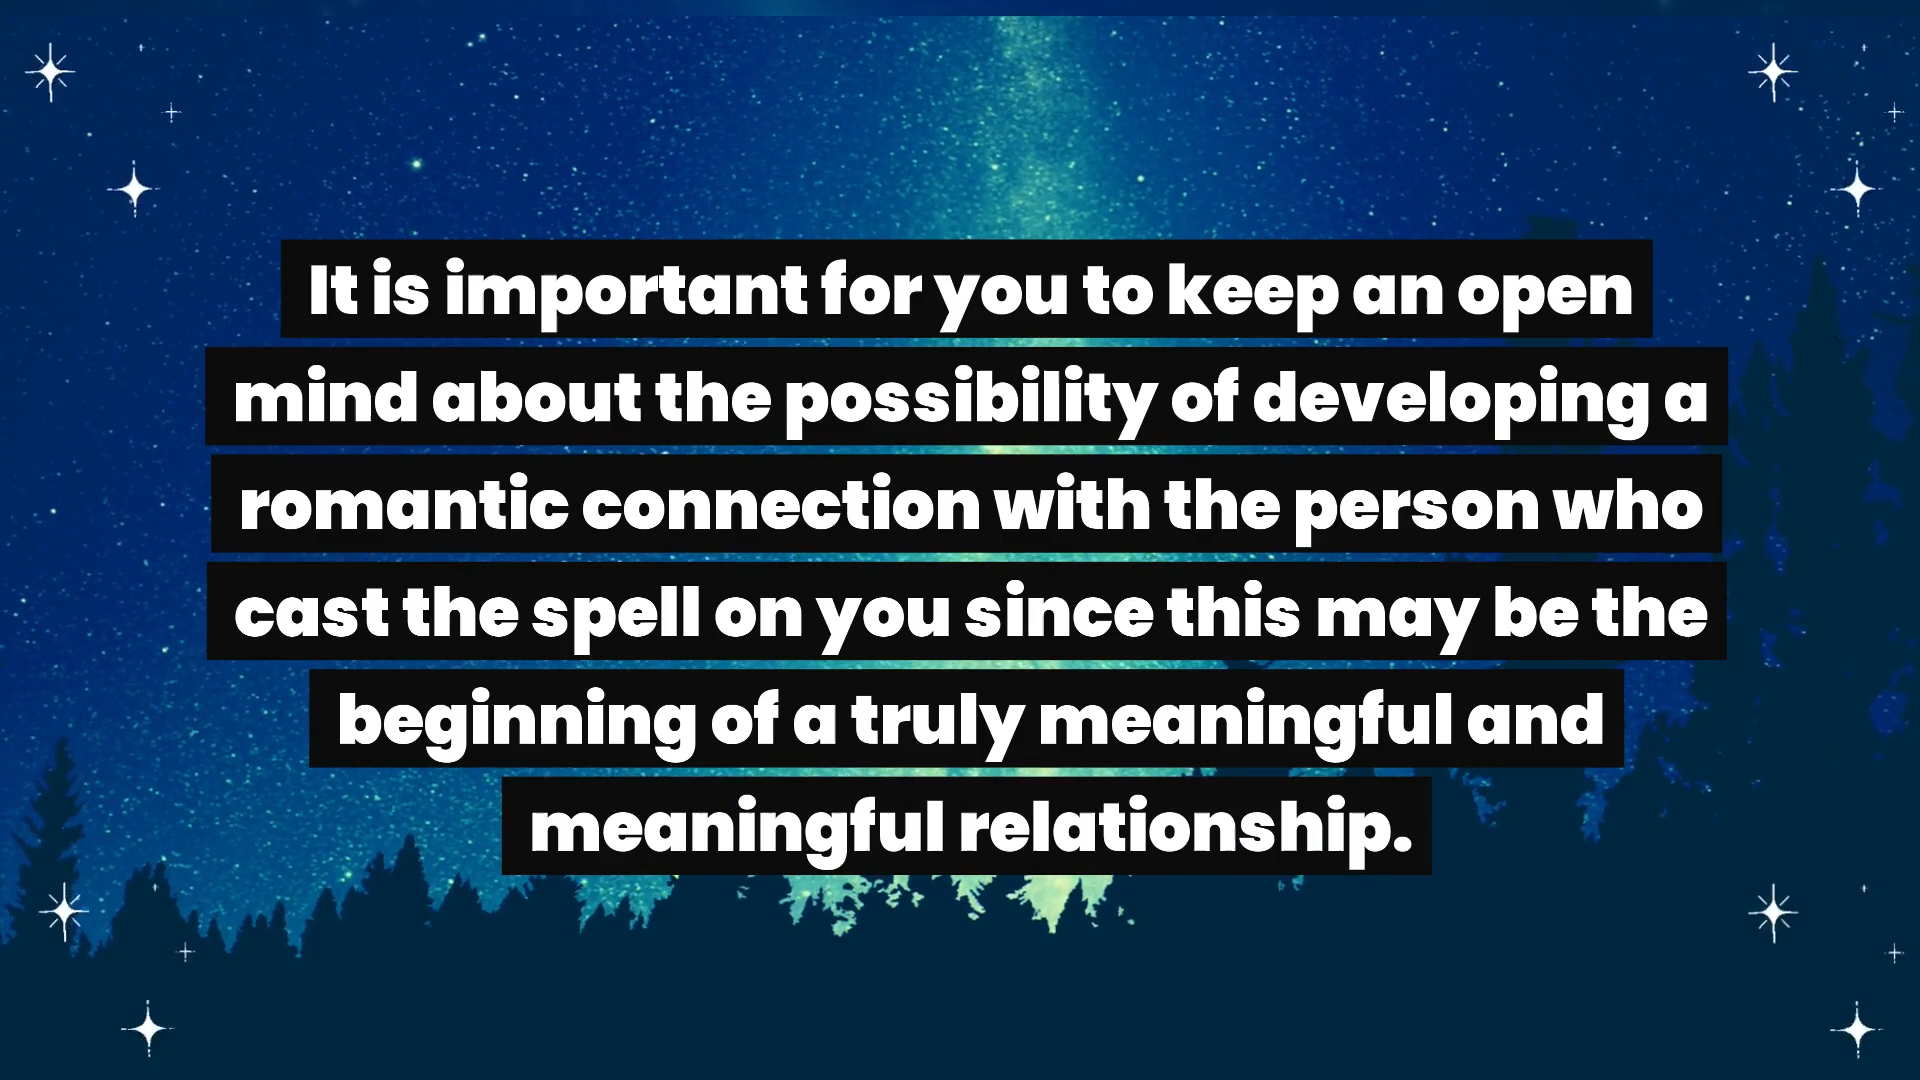 It is important for you to keep an open
mind about the possibility of developing a
romantic connection with the person who
cast the spell on you since this may be the
beginning of a truly meaningful and
meaningful relationship.